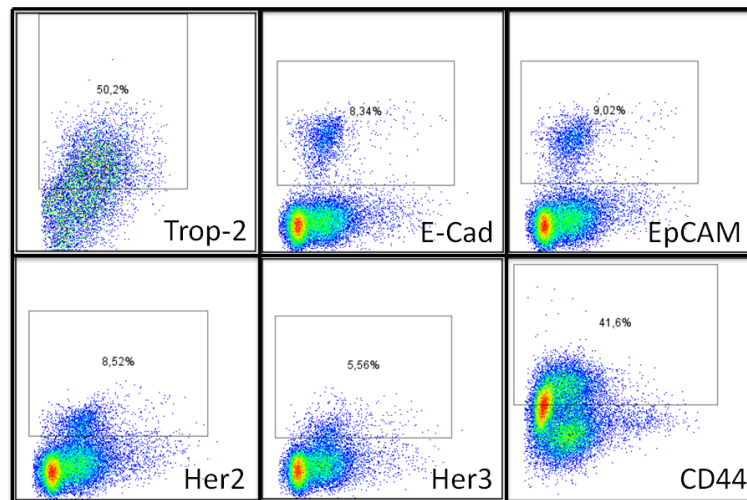 50,2%
Trop-2
8,34%
E-Cad
9,02%
EpCAM
8,52%
Her2
5,56%
Her3
41,6%
CD44